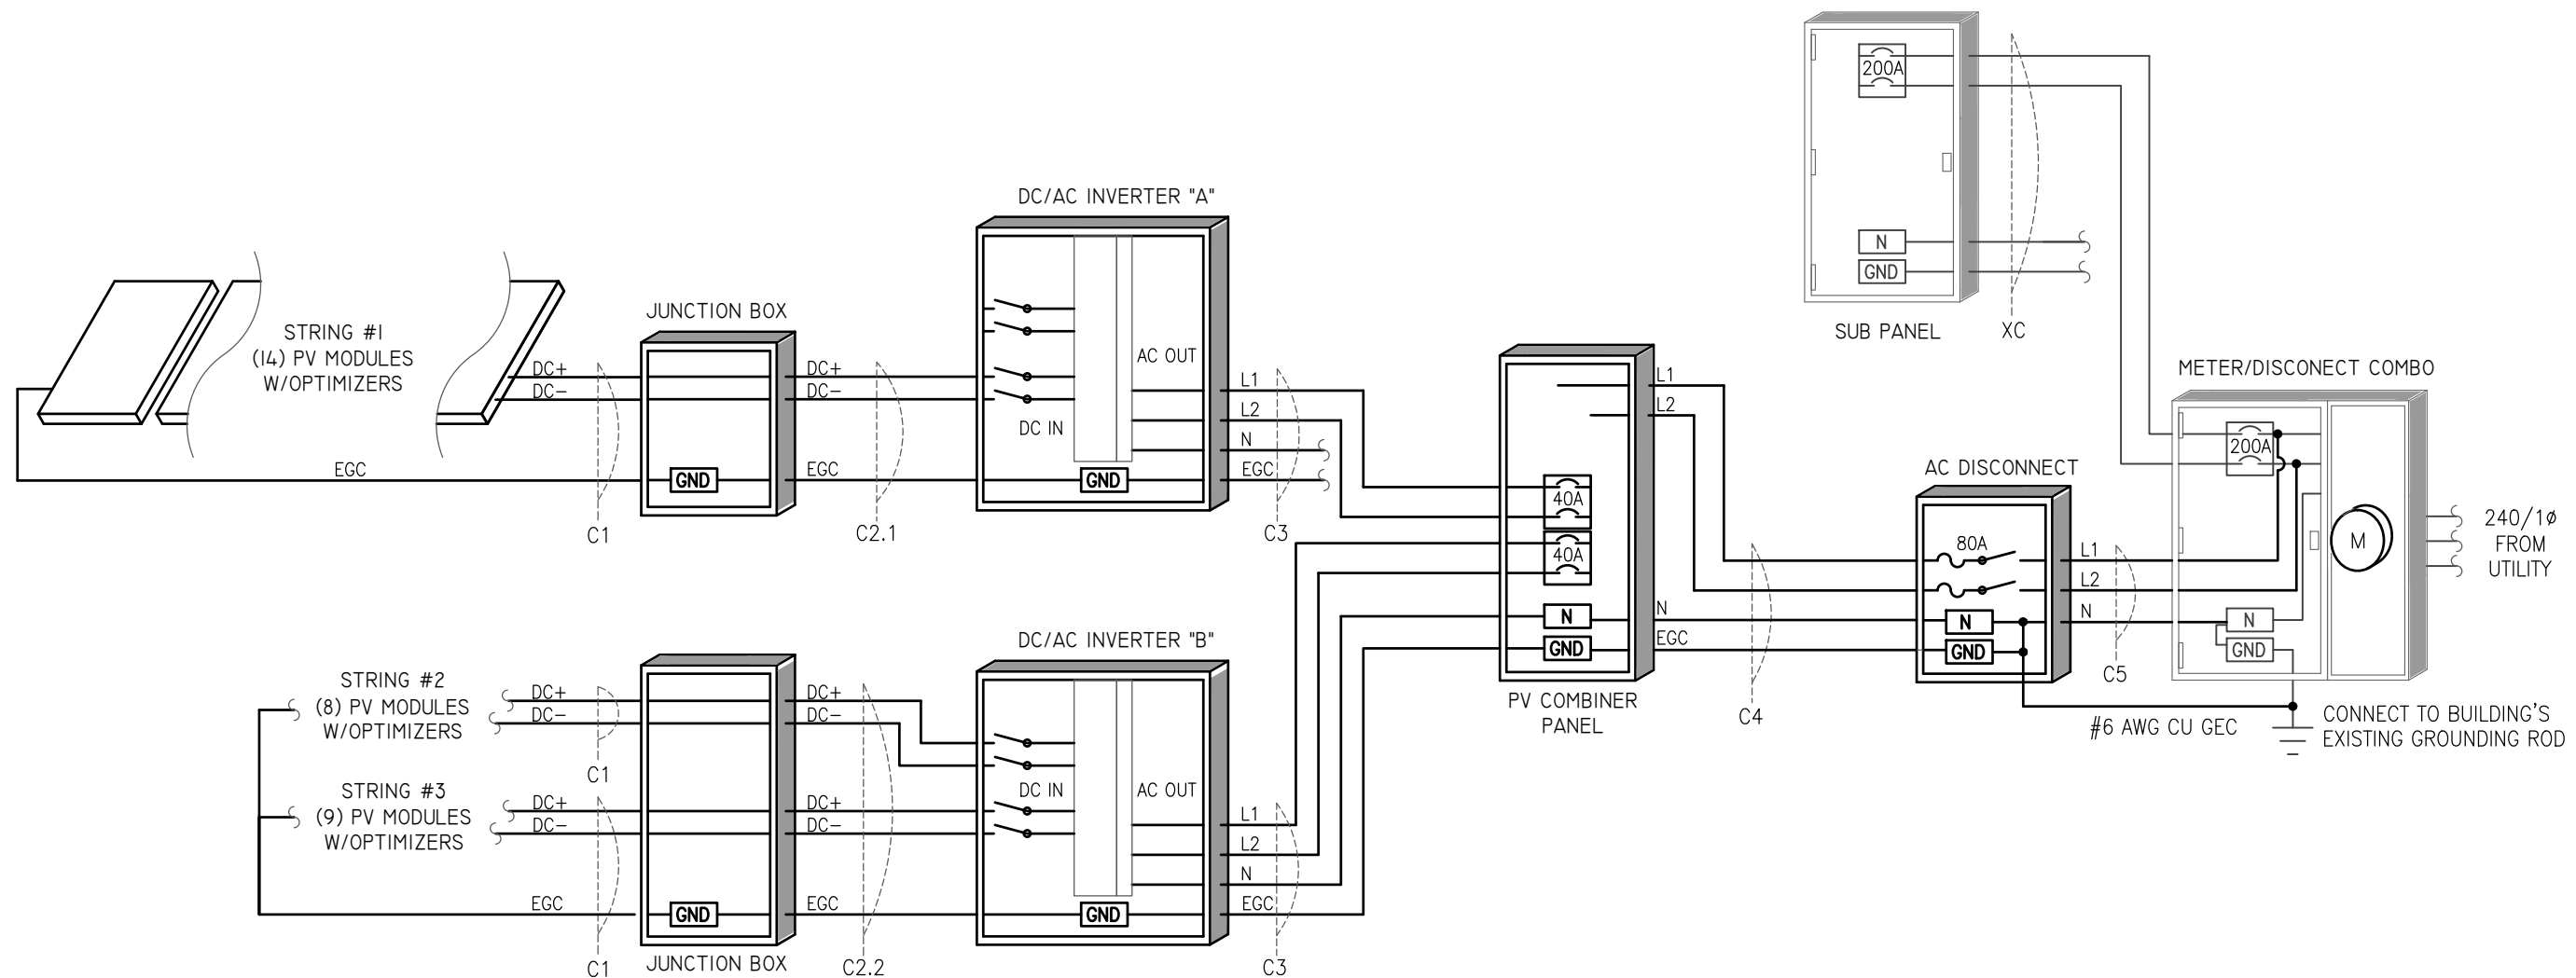 200A
N
GND
SUB PANEL
XC
DC/AC INVERTER "A"
AC OUT
DC IN
GND
L1
L2
N
EGC
C3
STRING #1
(14) PV MODULES
W/OPTIMIZERS
DC+
DC-
EGC
C1
JUNCTION BOX
GND
DC+
DC-
EGC
C2.1
40A
40A
N
GND
PV COMBINER
PANEL
L1
L2
N
EGC
C4
AC DISCONNECT
80A
N
GND
L1
L2
N
C5
METER/DISCONECT COMBO
200A
N
GND
M
240/1ø
FROM
UTILITY
#6 AWG CU GEC
CONNECT TO BUILDING'S
EXISTING GROUNDING ROD
STRING #2
(8) PV MODULES
W/OPTIMIZERS
DC+
DC-
C1
STRING #3
(9) PV MODULES
W/OPTIMIZERS
DC+
DC-
EGC
C1
GND
JUNCTION BOX
DC+
DC-
DC+
DC-
EGC
C2.2
DC/AC INVERTER "B"
DC IN
AC OUT
GND
L1
L2
N
EGC
C3